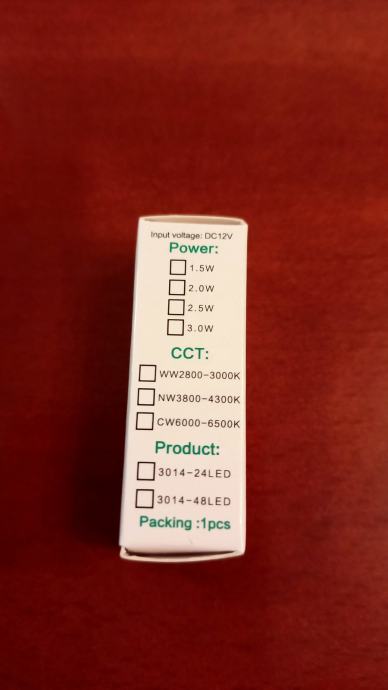 Input voltage: DC12V
Power:
1.5W
2.0W
2.5W
3.0W
CCT:
WW2800-3000K
NW3800-4300K
CW6000-6500K
Product:
3014-24LED
3014-48LED
Packing :1pcs